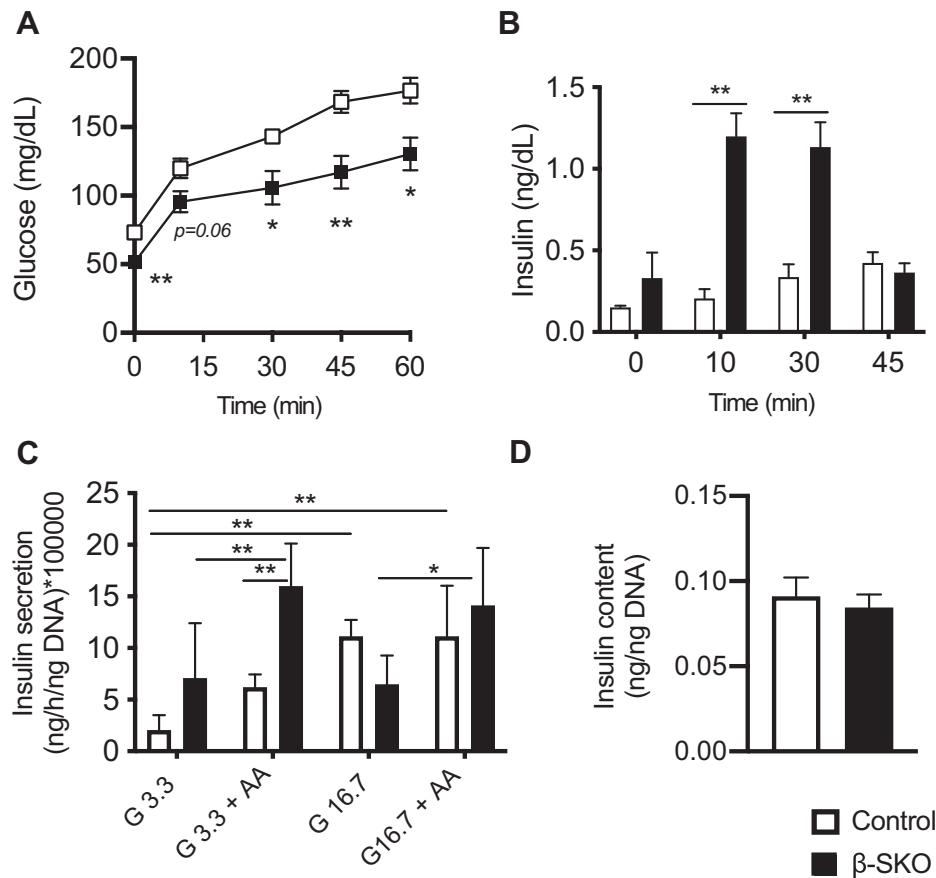 A
Glucose (mg/dL)
200
150
100
50
0
p=0.06
**
*
**
*
0 15 30 45 60
Time (min)
B
Insulin (ng/dL)
1.5
1.0
0.5
0.0
** **
0 10 30 45
Time (min)
C
Insulin secretion
(ng/h/ng DNA)*100000
25
20
15
10
5
0
**
**
**
**
*
G 3.3
G 3.3 + AA
G 16.7
G16.7 + AA
D
Insulin content
(ng/ng DNA)
0.15
0.10
0.05
0.00
Control
β-SKO